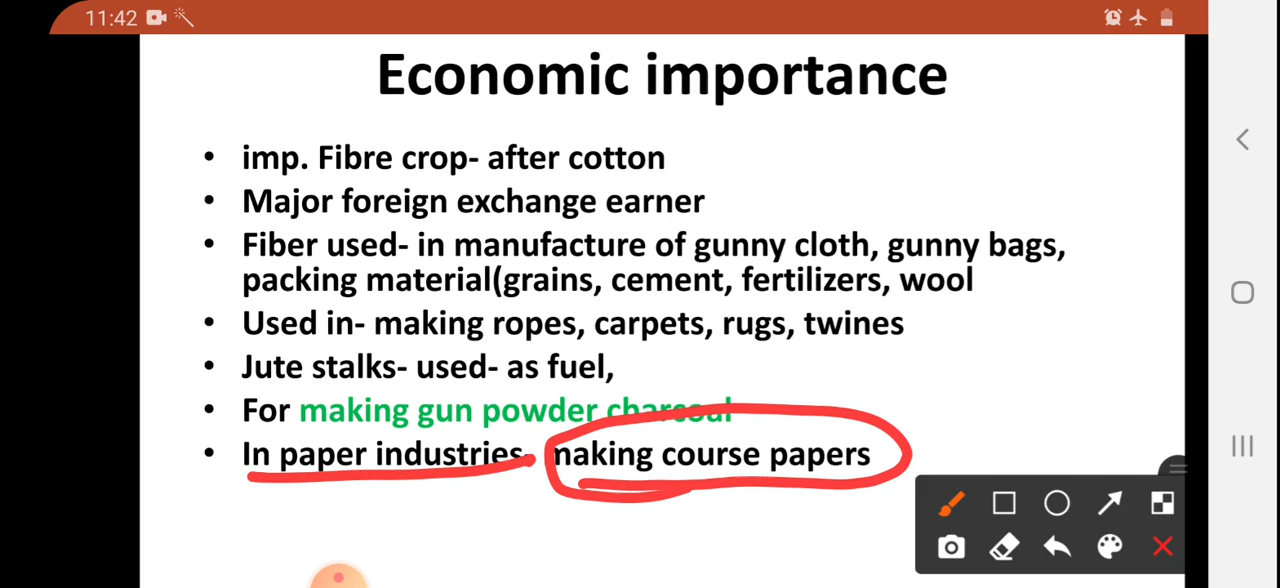 11:42
Economic importance
• imp. Fibre crop- after cotton
• Major foreign exchange earner
• Fiber used- in manufacture of gunny cloth, gunny bags,
packing material(grains, cement, fertilizers, wool
• Used in- making ropes, carpets, rugs, twines
• Jute stalks- used- as fuel,
• For making gun powder charcoal
• In paper industries- making course papers